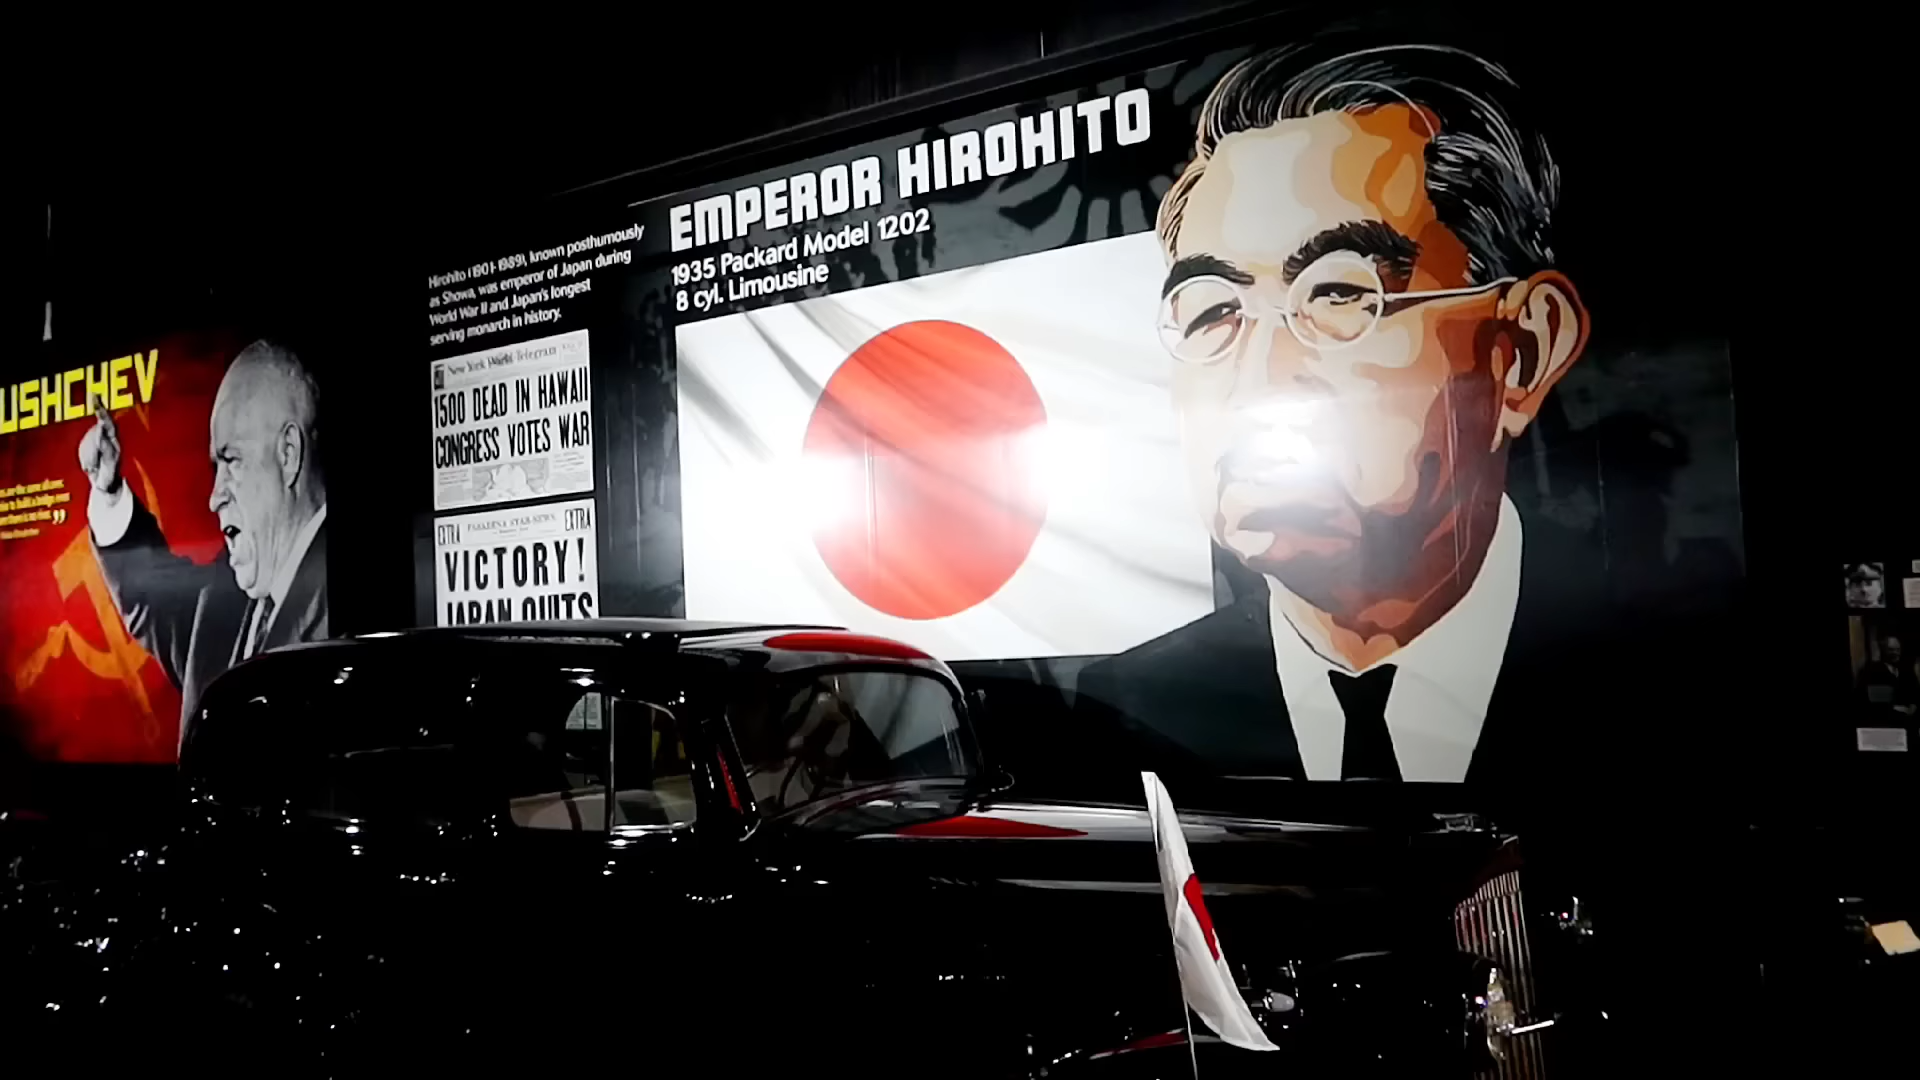 USHCHEV
Hirohito (1901-1989), known posthumously
as Showa, was emperor of Japan during
World War II and Japan's longest
serving monarch in history.
New York World-Telegram
1500 DEAD IN HAWAII
CONGRESS VOTES WAR
EXTRA PASADENA STAR-NEWS EXTRA
VICTORY!
JAPAN QUITS
EMPEROR HIROHITO
1935 Packard Model 1202
8 cyl. Limousine